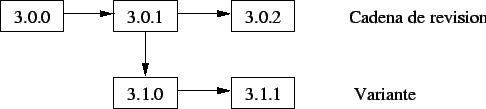 3.0.0 3.0.1 3.0.2 Cadena de revision
3.1.0 3.1.1 Variante